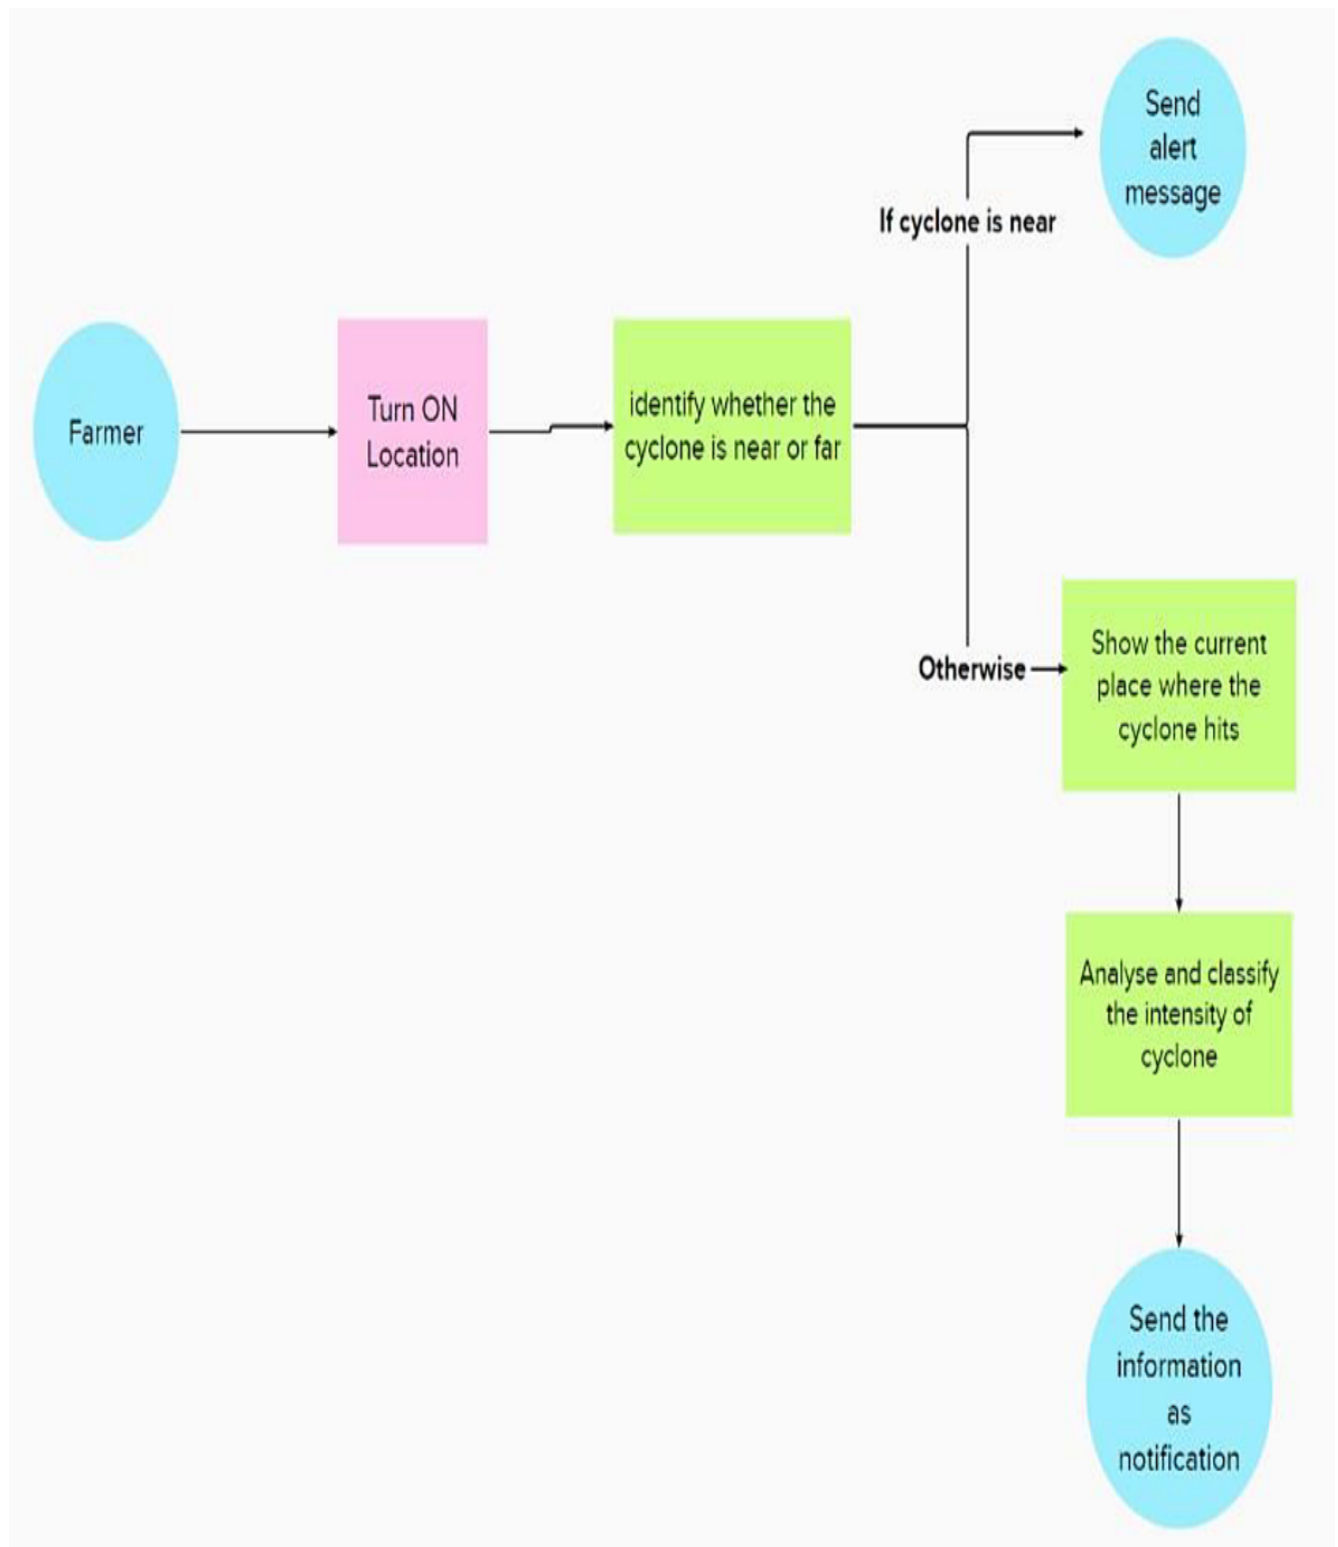 Send
alert
message
If cyclone is near
Farmer
Turn ON
Location
identify whether the
cyclone is near or far
Otherwise
Show the current
place where the
cyclone hits
Analyse and classify
the intensity of
cyclone
Send the
information
as
notification